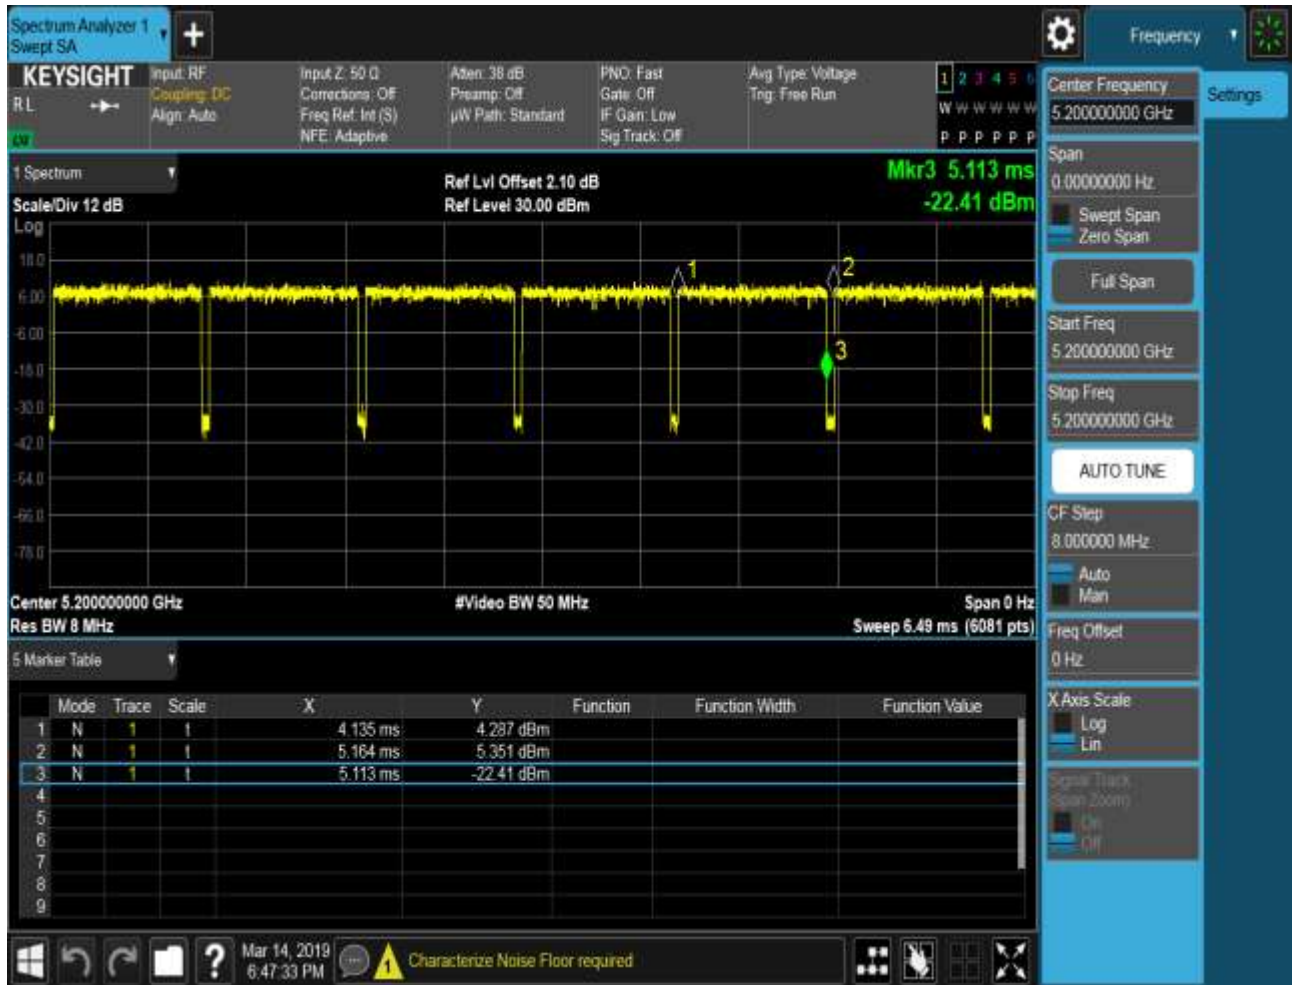 Spectrum Analyzer 1
Swept SA
+
Frequency
KEYSIGHT
RL
Input: RF
Coupling: DC
Align: Auto
Input Z: 50 Ω
Corrections: Off
Freq Ref: Int (S)
NFE: Adaptive
Atten: 38 dB
Preamp: Off
µW Path: Standard
PNO: Fast
Gate: Off
IF Gain: Low
Sig Track: Off
Avg Type: Voltage
Trig: Free Run
1 2 3 4 5 6
W W W W W W
P P P P P P
1 Spectrum
Scale/Div 12 dB
Log
Ref Lvl Offset 2.10 dB
Ref Level 30.00 dBm
Mkr3 5.113 ms
-22.41 dBm
18.0
6.00
-6.00
-18.0
-30.0
-42.0
-54.0
-66.0
-78.0
1
2
3
Center 5.200000000 GHz
#Video BW 50 MHz
Span 0 Hz
Res BW 8 MHz
Sweep 6.49 ms (6081 pts)
5 Marker Table
Mode Trace Scale X Y Function Function Width Function Value
1 N 1 t 4.135 ms 4.287 dBm
2 N 1 t 5.164 ms 5.351 dBm
3 N 1 t 5.113 ms -22.41 dBm
4
5
6
7
8
9
Center Frequency
5.200000000 GHz
Settings
Span
0.00000000 Hz
Swept Span
Zero Span
Full Span
Start Freq
5.200000000 GHz
Stop Freq
5.200000000 GHz
AUTO TUNE
CF Step
8.000000 MHz
Auto
Man
Freq Offset
0 Hz
X Axis Scale
Log
Lin
Signal Track
(Span Zoom)
On
Off
?
Mar 14, 2019
6:47:33 PM
1
Characterize Noise Floor required